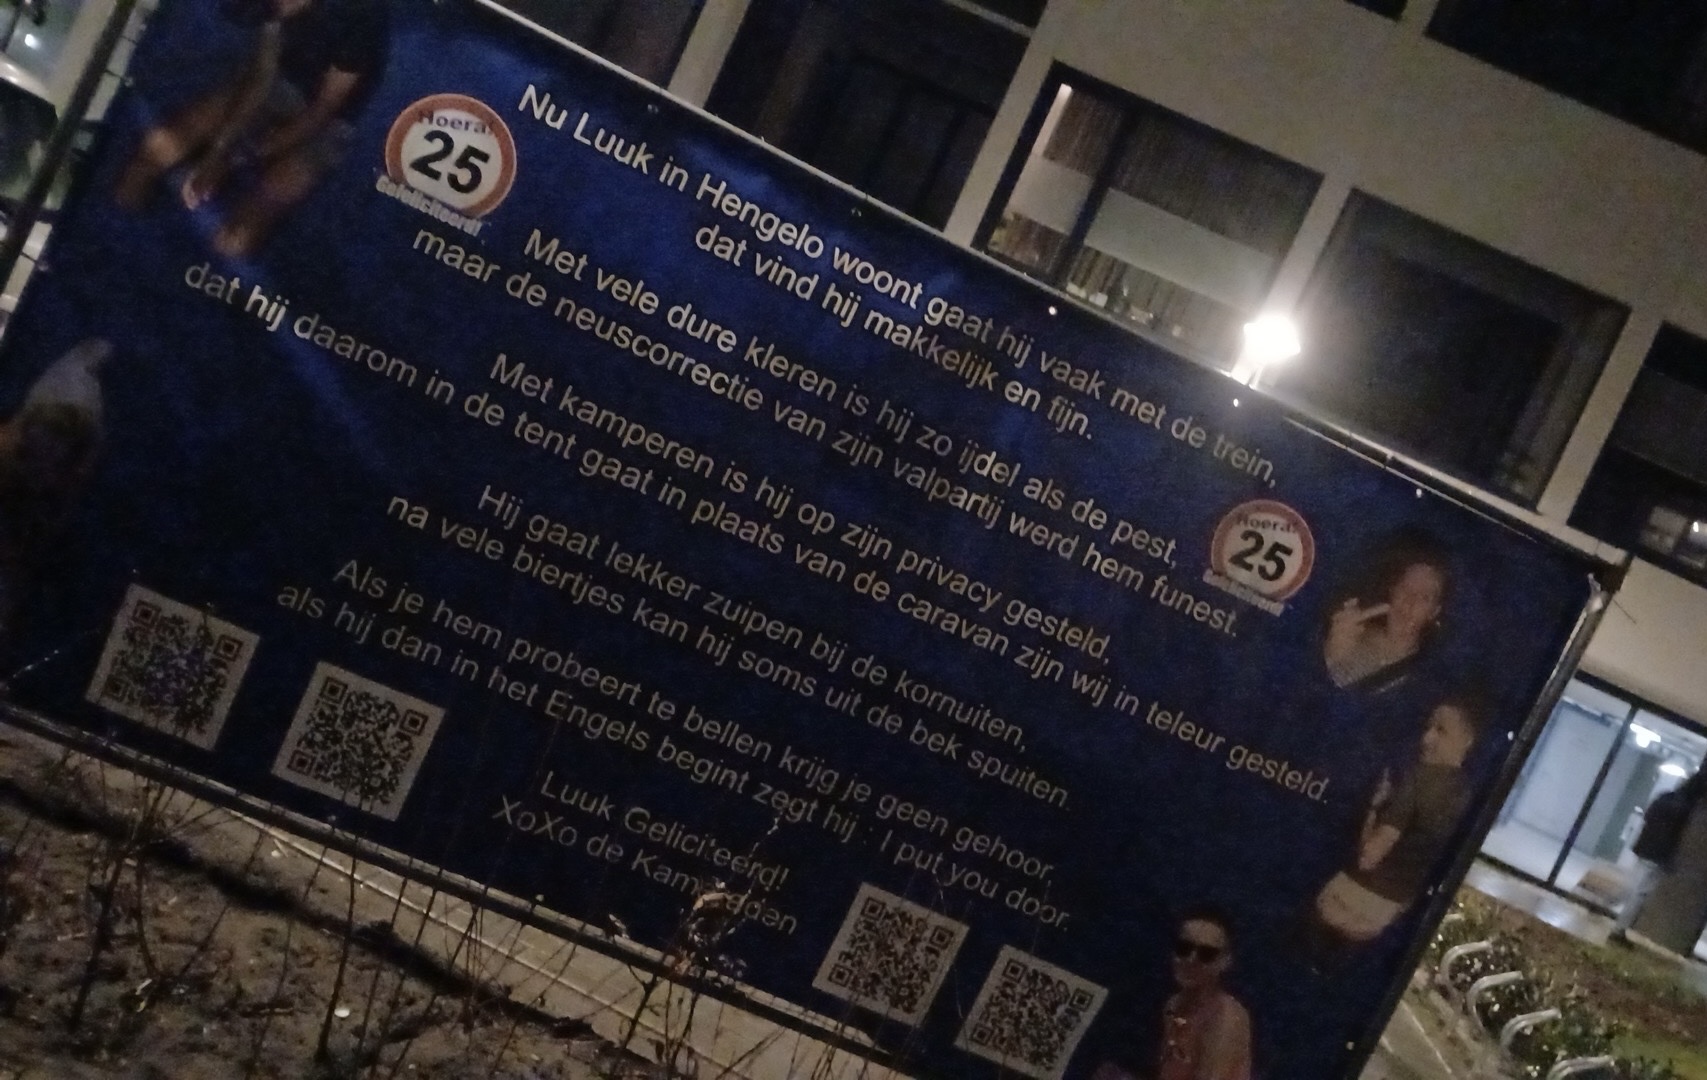 Hoera!
25
Gefeliciteerd!
Nu Luuk in Hengelo woont gaat hij vaak met de trein,
dat vind hij makkelijk en fijn.
Met vele dure kleren is hij zo ijdel als de pest,
maar de neuscorrectie van zijn valpartij werd hem funest.
Met kamperen is hij op zijn privacy gesteld,
dat hij daarom in de tent gaat in plaats van de caravan zijn wij in teleur gesteld.
Hij gaat lekker zuipen bij de kornuiten,
na vele biertjes kan hij soms uit de bek spuiten.
Als je hem probeert te bellen krijg je geen gehoor,
als hij dan in het Engels begint zegt hij : I put you door.
Luuk Geliciteerd!
XoXo de
Hoera!
25
Gefeliciteerd!